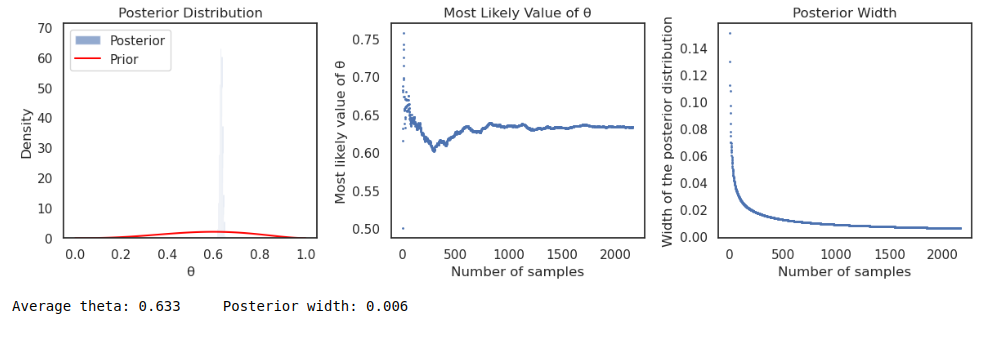 Posterior Distribution
70
60
50
40
30
20
10
0
Density
Posterior
Prior
0.0 0.2 0.4 0.6 0.8 1.0
θ
Most Likely Value of θ
0.75
0.70
0.65
0.60
0.55
0.50
Most likely value of θ
0 500 1000 1500 2000
Number of samples
Posterior Width
0.14
0.12
0.10
0.08
0.06
0.04
0.02
0.00
Width of the posterior distribution
0 500 1000 1500 2000
Number of samples
Average theta: 0.633 Posterior width: 0.006